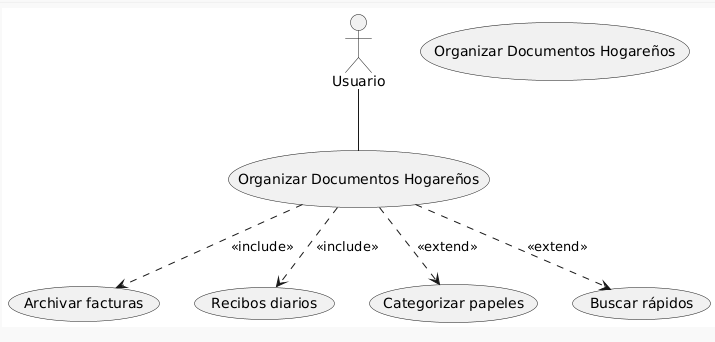 Organizar Documentos Hogareños
Usuario
Organizar Documentos Hogareños
«include»
«include»
«extend»
«extend»
Archivar facturas
Recibos diarios
Categorizar papeles
Buscar rápidos